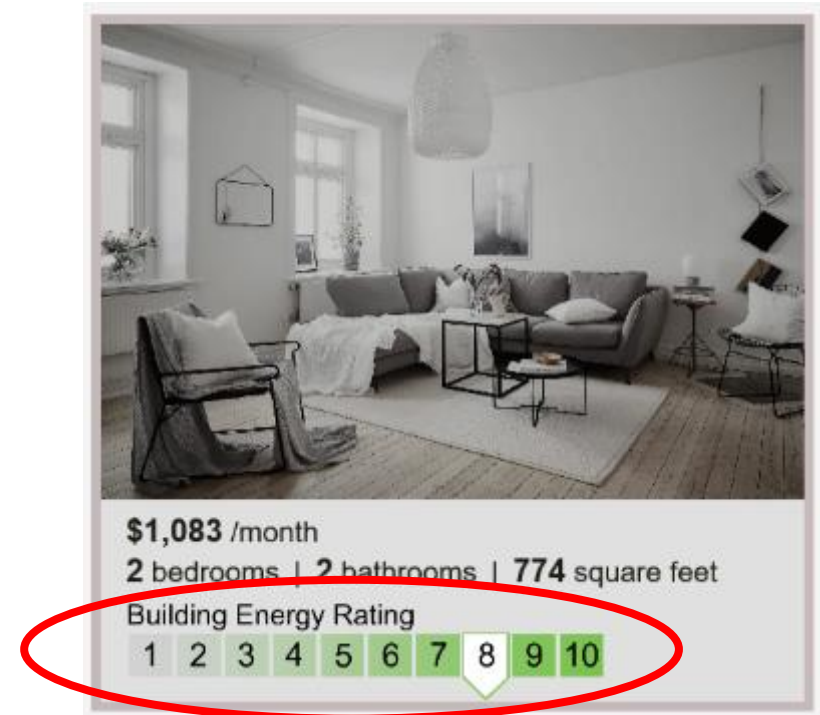 $1,083 /month
2 bedrooms | 2 bathrooms | 774 square feet
Building Energy Rating
1 2 3 4 5 6 7 8 9 10